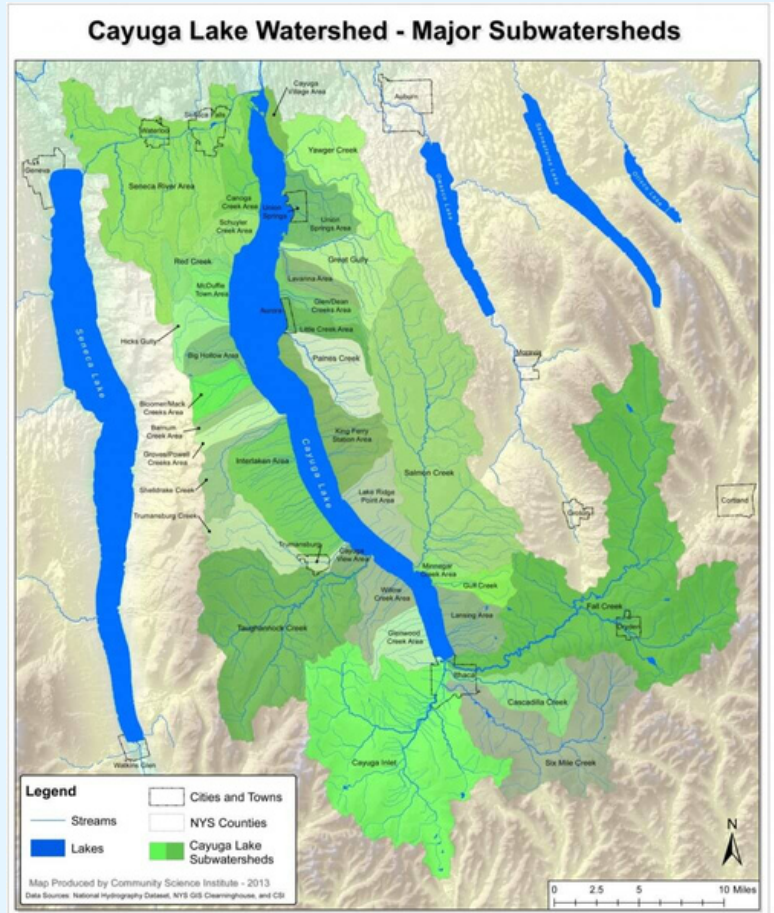 Cayuga Lake Watershed - Major Subwatersheds
Cayuga
Village Area
Auburn
Seneca Falls
Waterloo
Yawger Creek
Geneva
Skaneateles Lake
Otisco Lake
Owasco Lake
Seneca River Area
Canoga
Creek Area
Union
Springs
Union
Springs Area
Schuyler
Creek Area
Red Creek
Great Gully
Levanna Area
McDuffie
Town Area
Glen/Dean
Creeks Area
Aurora
Little Creek Area
Hicks Gully
Big Hollow Area
Paines Creek
Moravia
Seneca Lake
Bloomer/Mack
Creeks Area
Barnum
Creek Area
King Ferry
Station Area
Groves/Powell
Creeks Area
Interlaken Area
Cayuga Lake
Salmon Creek
Sheldrake Creek
Lake Ridge
Point Area
Cortland
Trumansburg Creek
Groton
Trumansburg
Cayuga
View Area
Minnegar
Creek Area
Gulf Creek
Willow
Creek Area
Fall Creek
Lansing Area
Dryden
Taughannock Creek
Glenwood
Creek Area
Ithaca
Cascadilla Creek
Cayuga Inlet
Six Mile Creek
Watkins Glen
Legend
Streams
Lakes
Cities and Towns
NYS Counties
Cayuga Lake
Subwatersheds
Map Produced by Community Science Institute - 2013
Data Sources: National Hydrography Dataset, NYS GIS Clearninghouse, and CSI
N
0 2.5 5 10 Miles